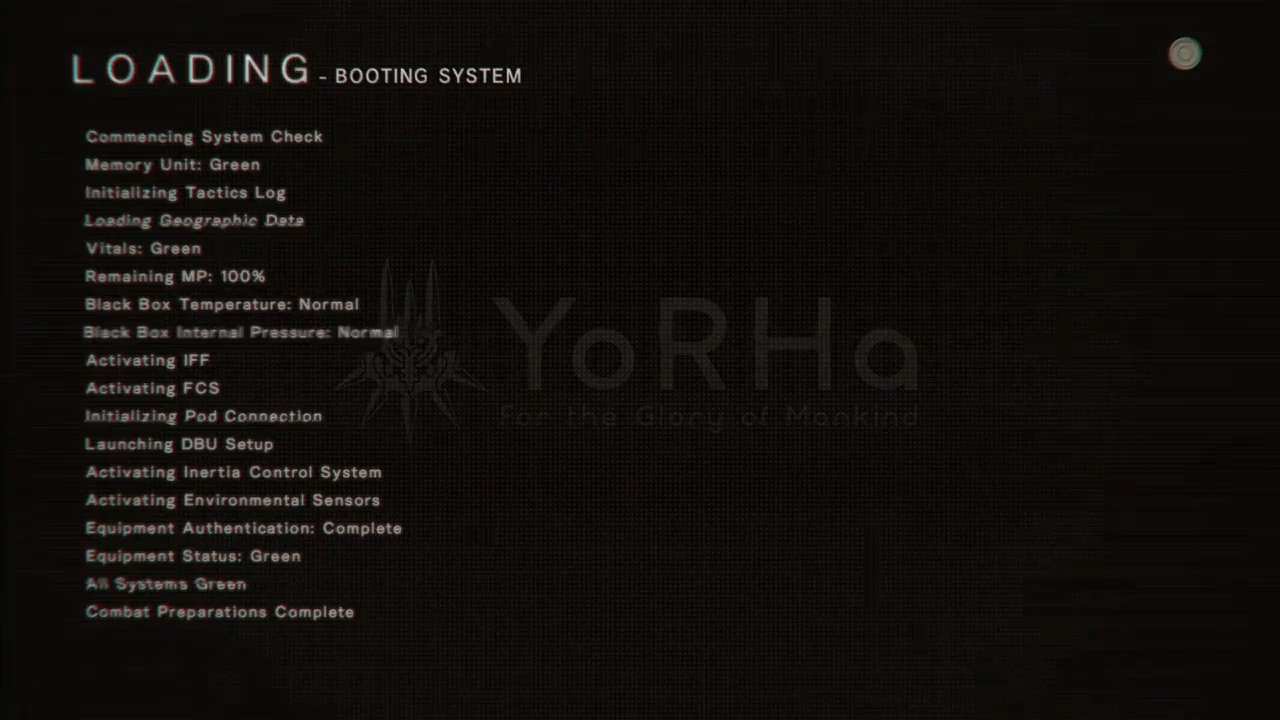 LOADING - BOOTING SYSTEM
Commencing System Check
Memory Unit: Green
Initializing Tactics Log
Loading Geographic Data
Vitals: Green
Remaining MP: 100%
Black Box Temperature: Normal
Black Box Internal Pressure: Normal
Activating IFF
Activating FCS
Initializing Pod Connection
Launching DBU Setup
Activating Inertia Control System
Activating Environmental Sensors
Equipment Authentication: Complete
Equipment Status: Green
All Systems Green
Combat Preparations Complete
YoRHa
For the Glory of Mankind